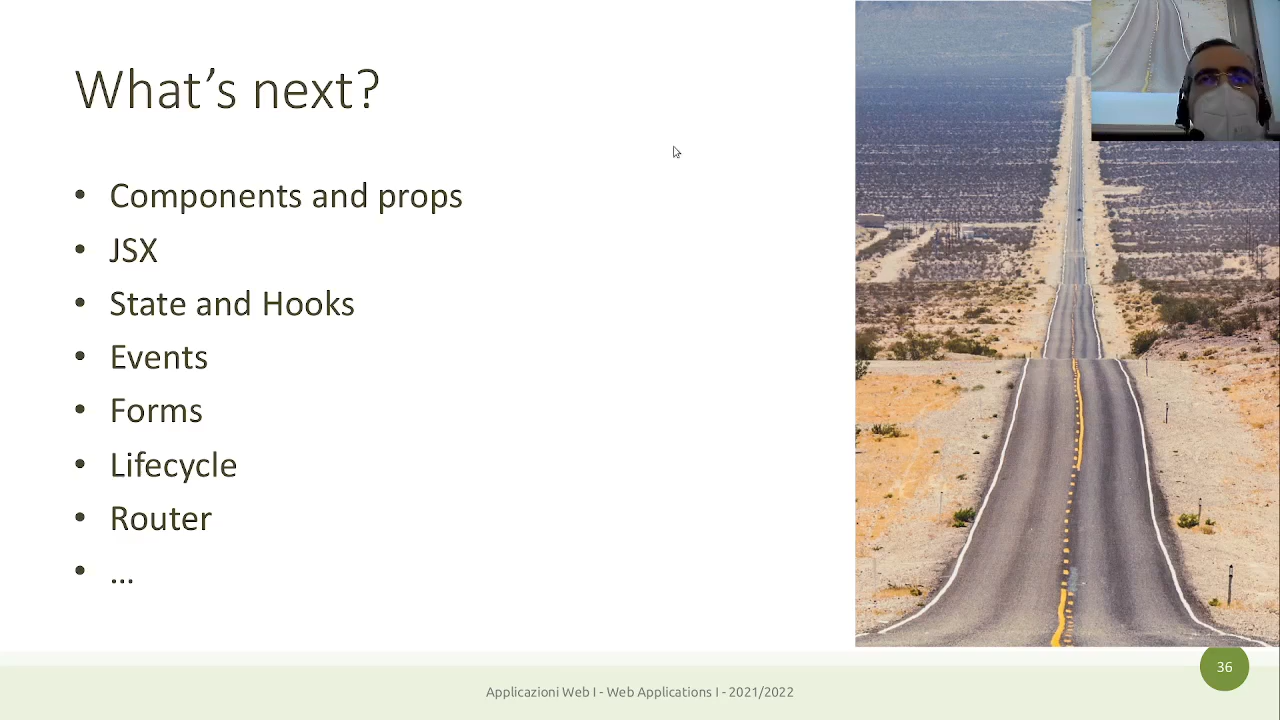 What's next?
• Components and props
• JSX
• State and Hooks
• Events
• Forms
• Lifecycle
• Router
• ...
36
Applicazioni Web I - Web Applications I - 2021/2022